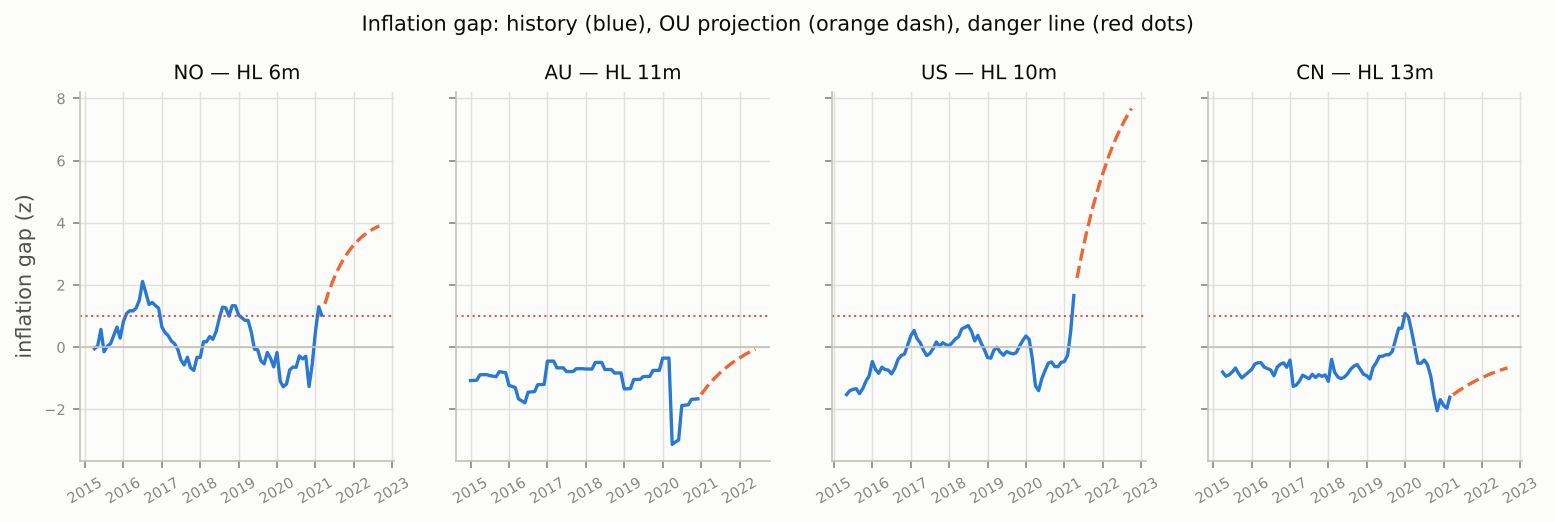 Inflation gap: history (blue), OU projection (orange dash), danger line (red dots)
NO — HL 6m
AU — HL 11m
US — HL 10m
CN — HL 13m
inflation gap (z)
8
6
4
2
0
−2
2015 2016 2017 2018 2019 2020 2021 2022 2023
2015 2016 2017 2018 2019 2020 2021 2022
2015 2016 2017 2018 2019 2020 2021 2022 2023
2015 2016 2017 2018 2019 2020 2021 2022 2023